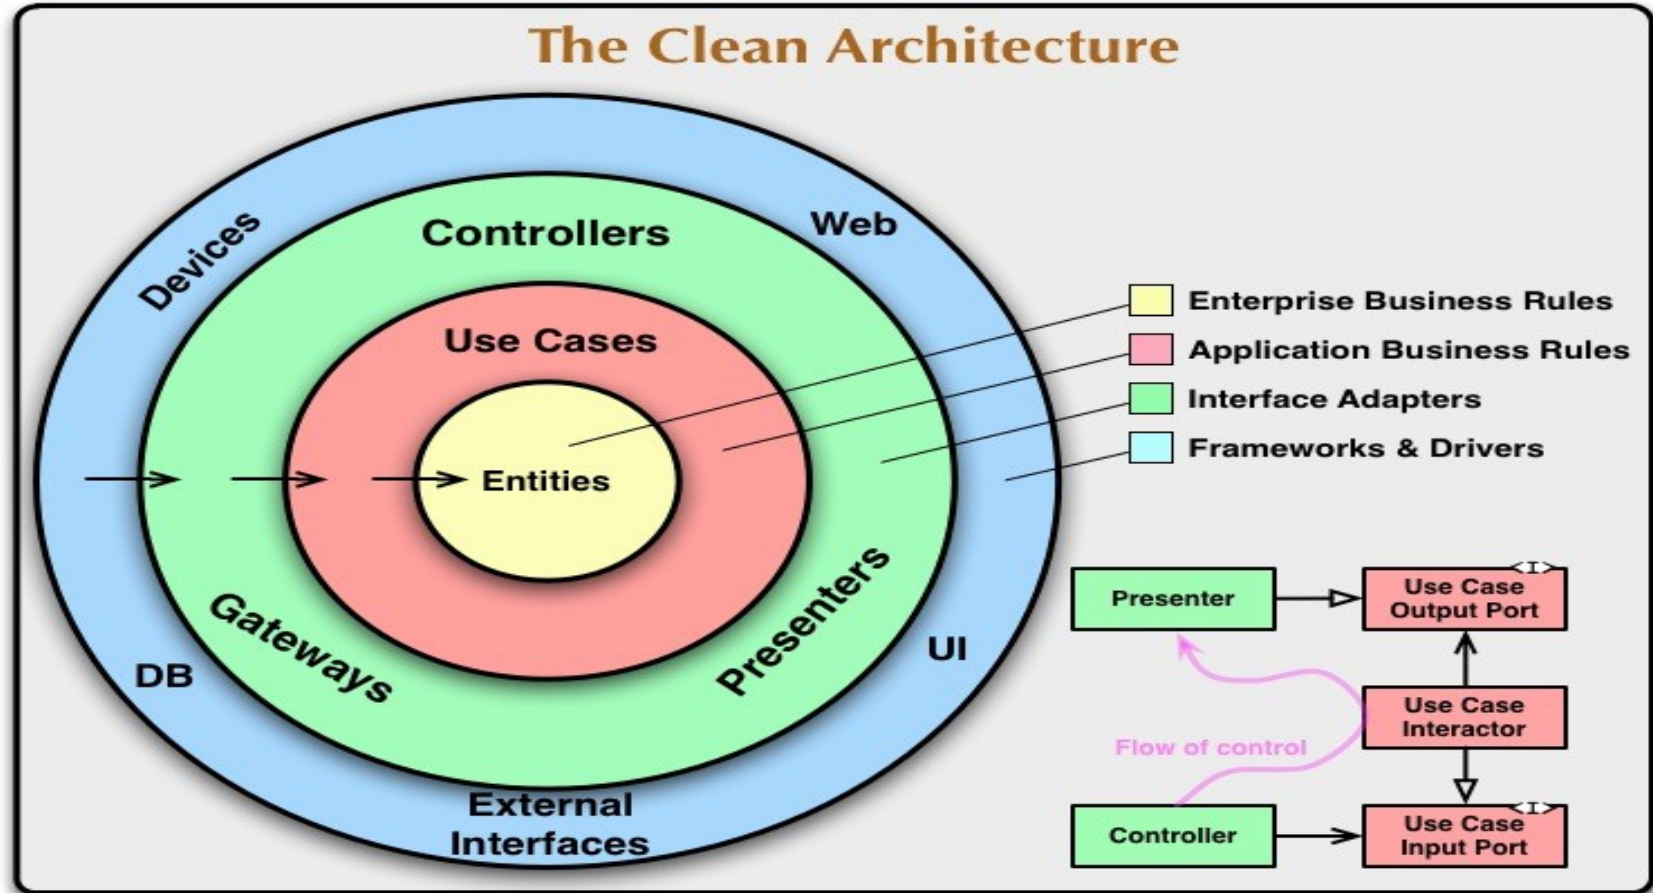 The Clean Architecture
Devices
Web
Controllers
Use Cases
Entities
Gateways
Presenters
DB
UI
External
Interfaces
Enterprise Business Rules
Application Business Rules
Interface Adapters
Frameworks & Drivers
Presenter
<I>
Use Case
Output Port
Use Case
Interactor
Flow of control
Controller
<I>
Use Case
Input Port